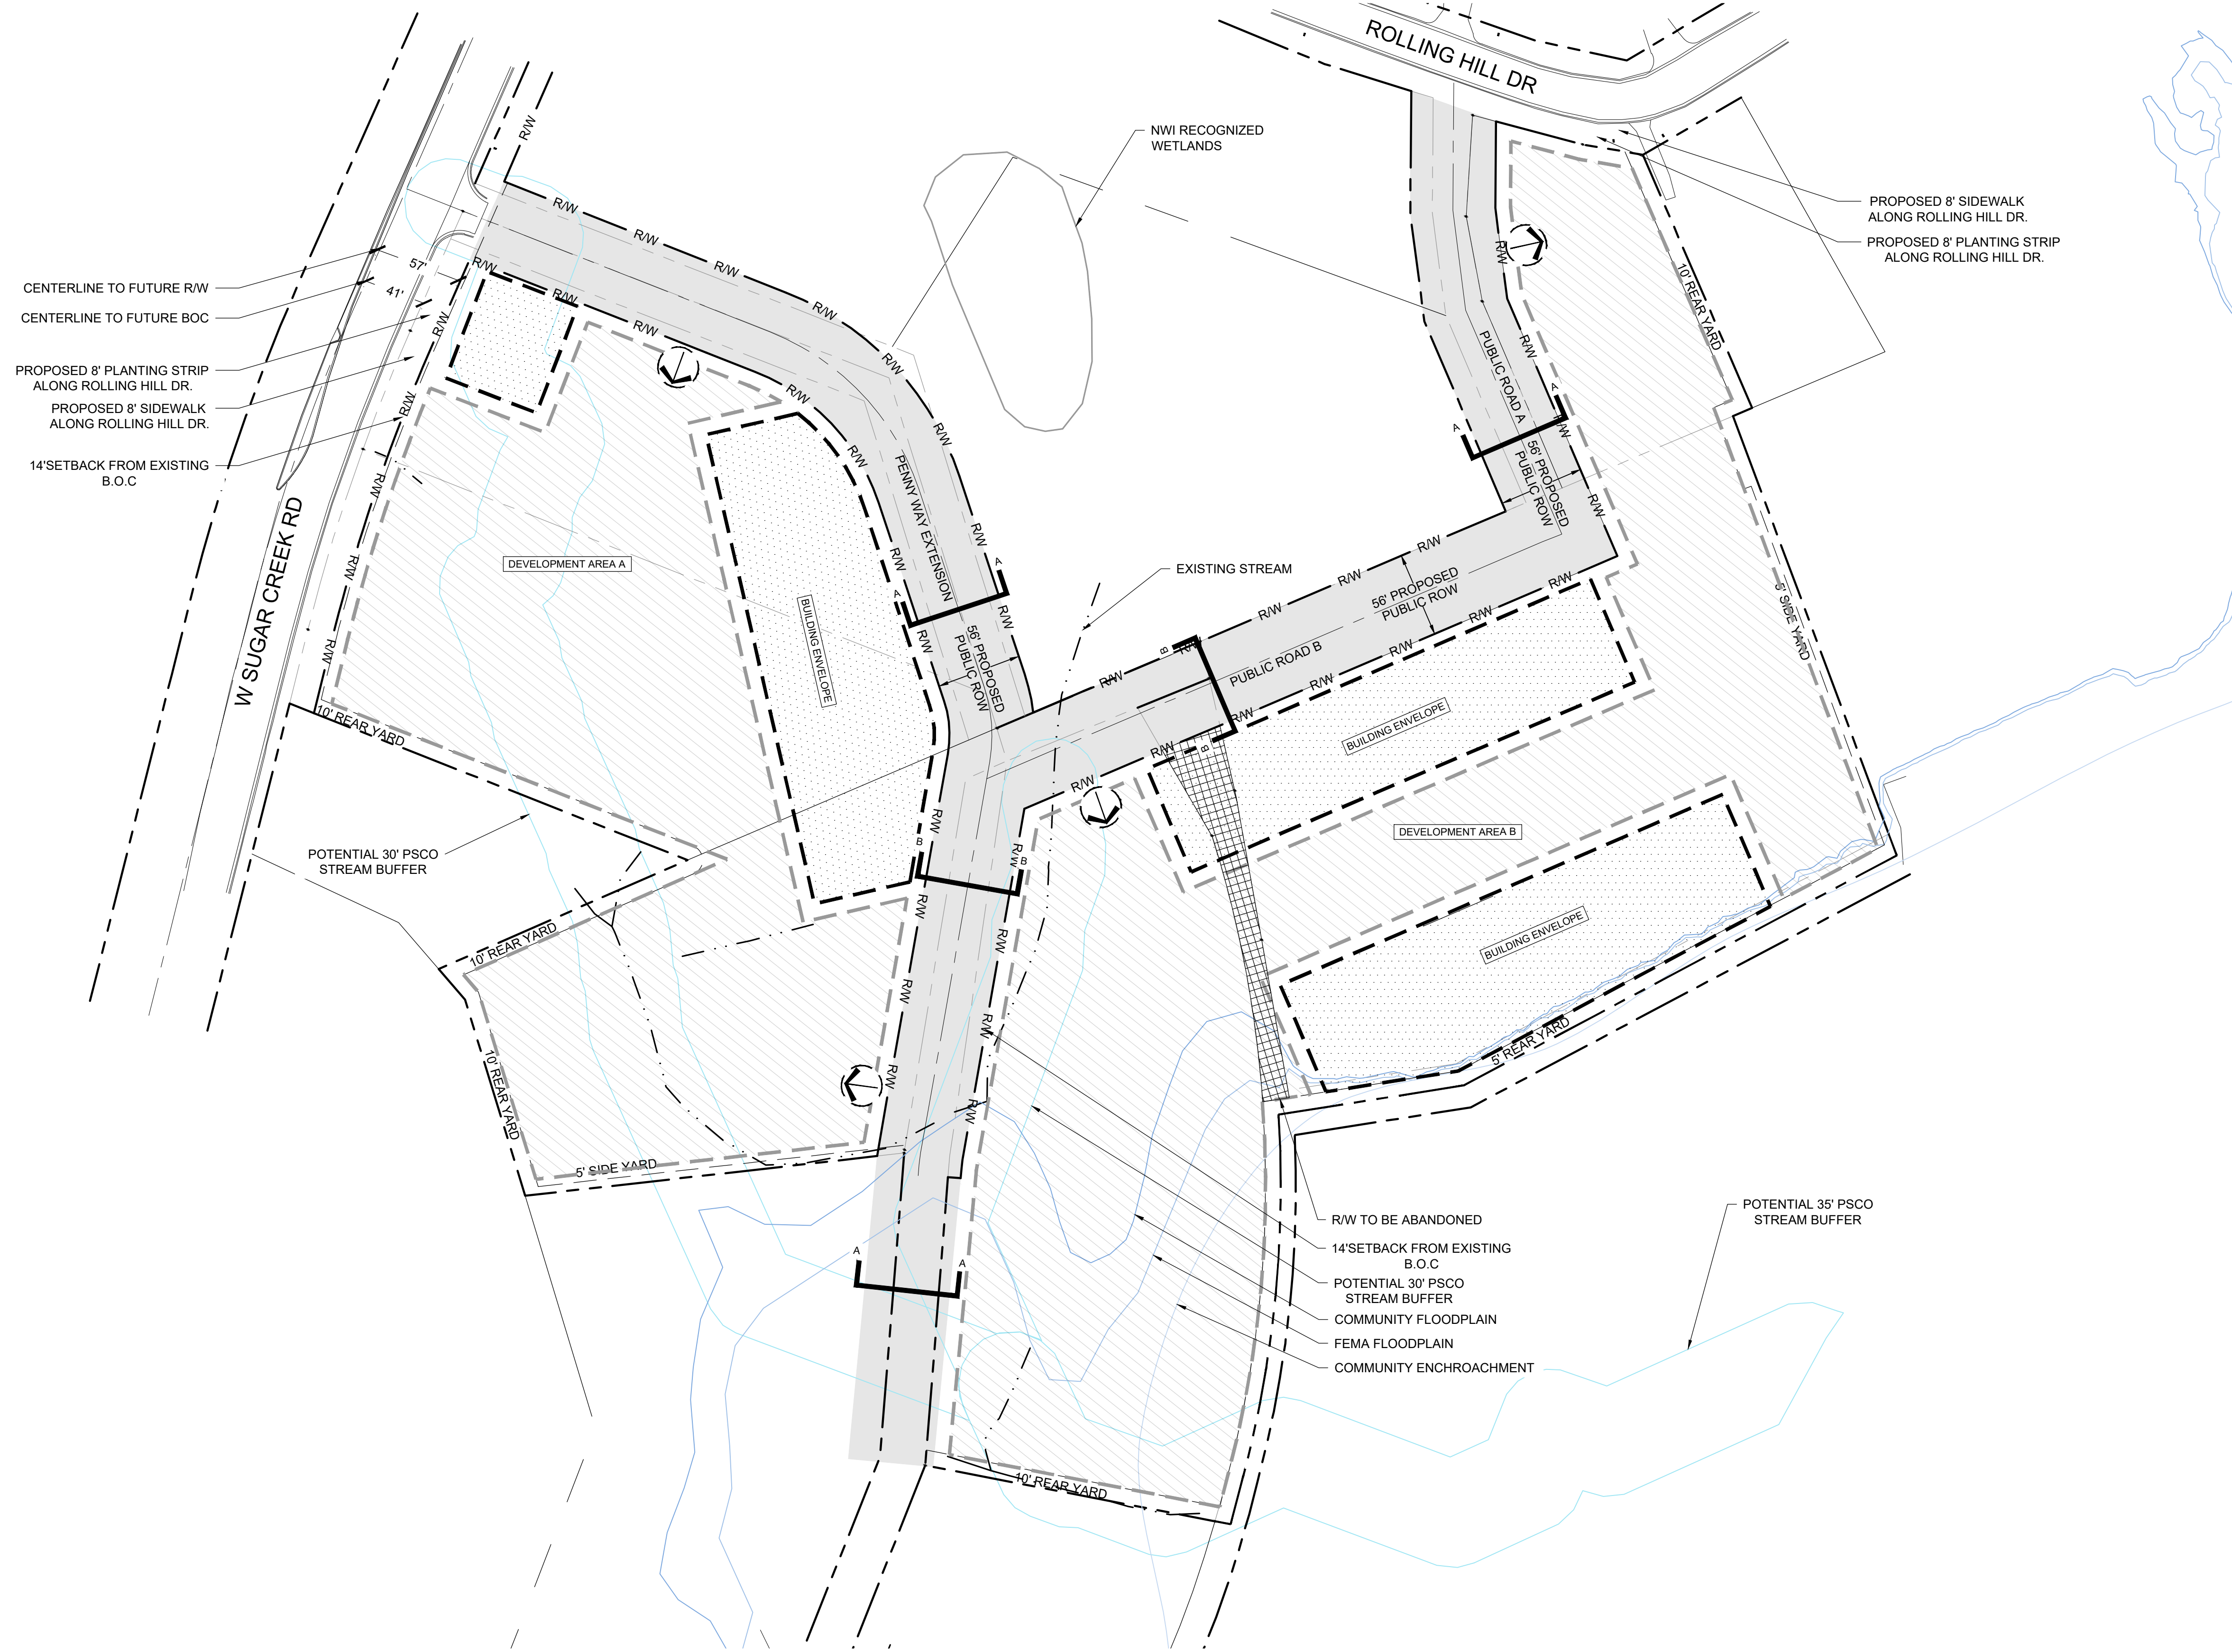 ROLLING HILL DR
NWI RECOGNIZED
WETLANDS
R/W
PROPOSED 8' SIDEWALK
ALONG ROLLING HILL DR.
PROPOSED 8' PLANTING STRIP
ALONG ROLLING HILL DR.
R/W
R/W
R/W
R/W
R/W
R/W
R/W
R/W
57'
41'
CENTERLINE TO FUTURE R/W
CENTERLINE TO FUTURE BOC
PROPOSED 8' PLANTING STRIP
ALONG ROLLING HILL DR.
PROPOSED 8' SIDEWALK
ALONG ROLLING HILL DR.
14'SETBACK FROM EXISTING
B.O.C
W SUGAR CREEK RD
R/W
R/W
R/W
R/W
R/W
R/W
R/W
R/W
R/W
R/W
R/W
R/W
R/W
R/W
PENNY WAY EXTENSION
A
A
56' PROPOSED
PUBLIC ROW
DEVELOPMENT AREA A
BUILDING ENVELOPE
10' REAR YARD
R/W
R/W
R/W
PUBLIC ROAD A
A
A
56' PROPOSED
PUBLIC ROW
R/W
10' REAR YARD
5' SIDE YARD
EXISTING STREAM
R/W
R/W
R/W
R/W
R/W
B
56' PROPOSED
PUBLIC ROW
PUBLIC ROAD B
R/W
R/W
R/W
R/W
R/W
R/W
R/W
B
BUILDING ENVELOPE
DEVELOPMENT AREA B
BUILDING ENVELOPE
5' REAR YARD
POTENTIAL 30' PSCO
STREAM BUFFER
10' REAR YARD
10' REAR YARD
5' SIDE YARD
R/W
B
R/W
B
R/W
R/W
R/W
R/W
R/W
R/W
A
A
R/W TO BE ABANDONED
14'SETBACK FROM EXISTING
B.O.C
POTENTIAL 30' PSCO
STREAM BUFFER
COMMUNITY FLOODPLAIN
FEMA FLOODPLAIN
COMMUNITY ENCHROACHMENT
POTENTIAL 35' PSCO
STREAM BUFFER
10' REAR YARD